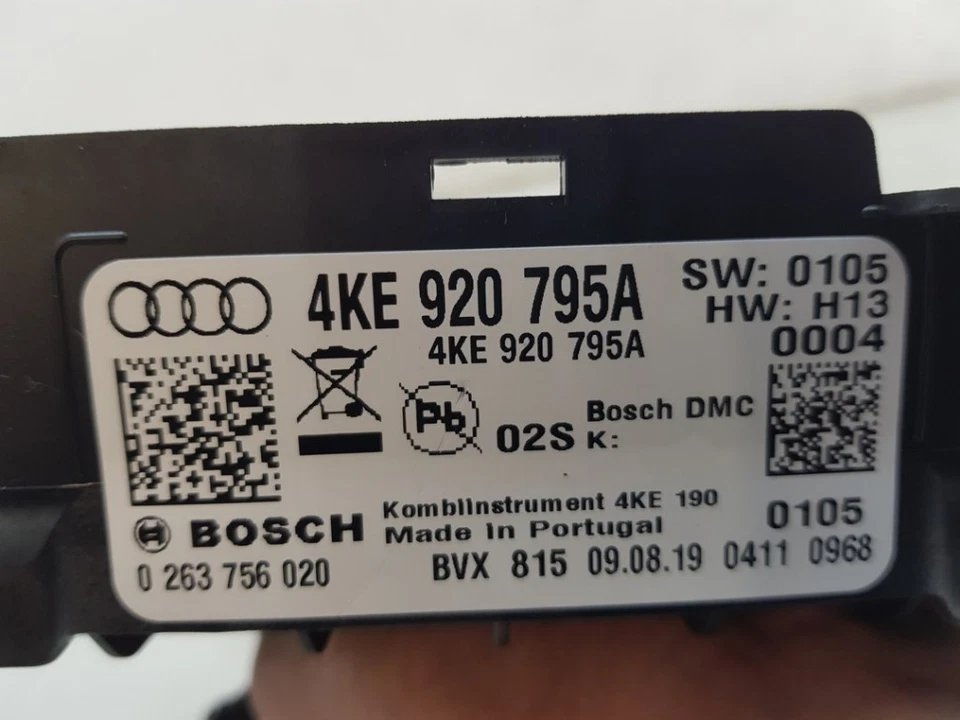 4KE 920 795A
SW: 0105
HW: H13
4KE 920 795A
0004
Pb
02S
Bosch DMC
K:
Kombiinstrument 4KE 190
0105
BOSCH
Made in Portugal
0 263 756 020
BVX 815 09.08.19 0411 0968